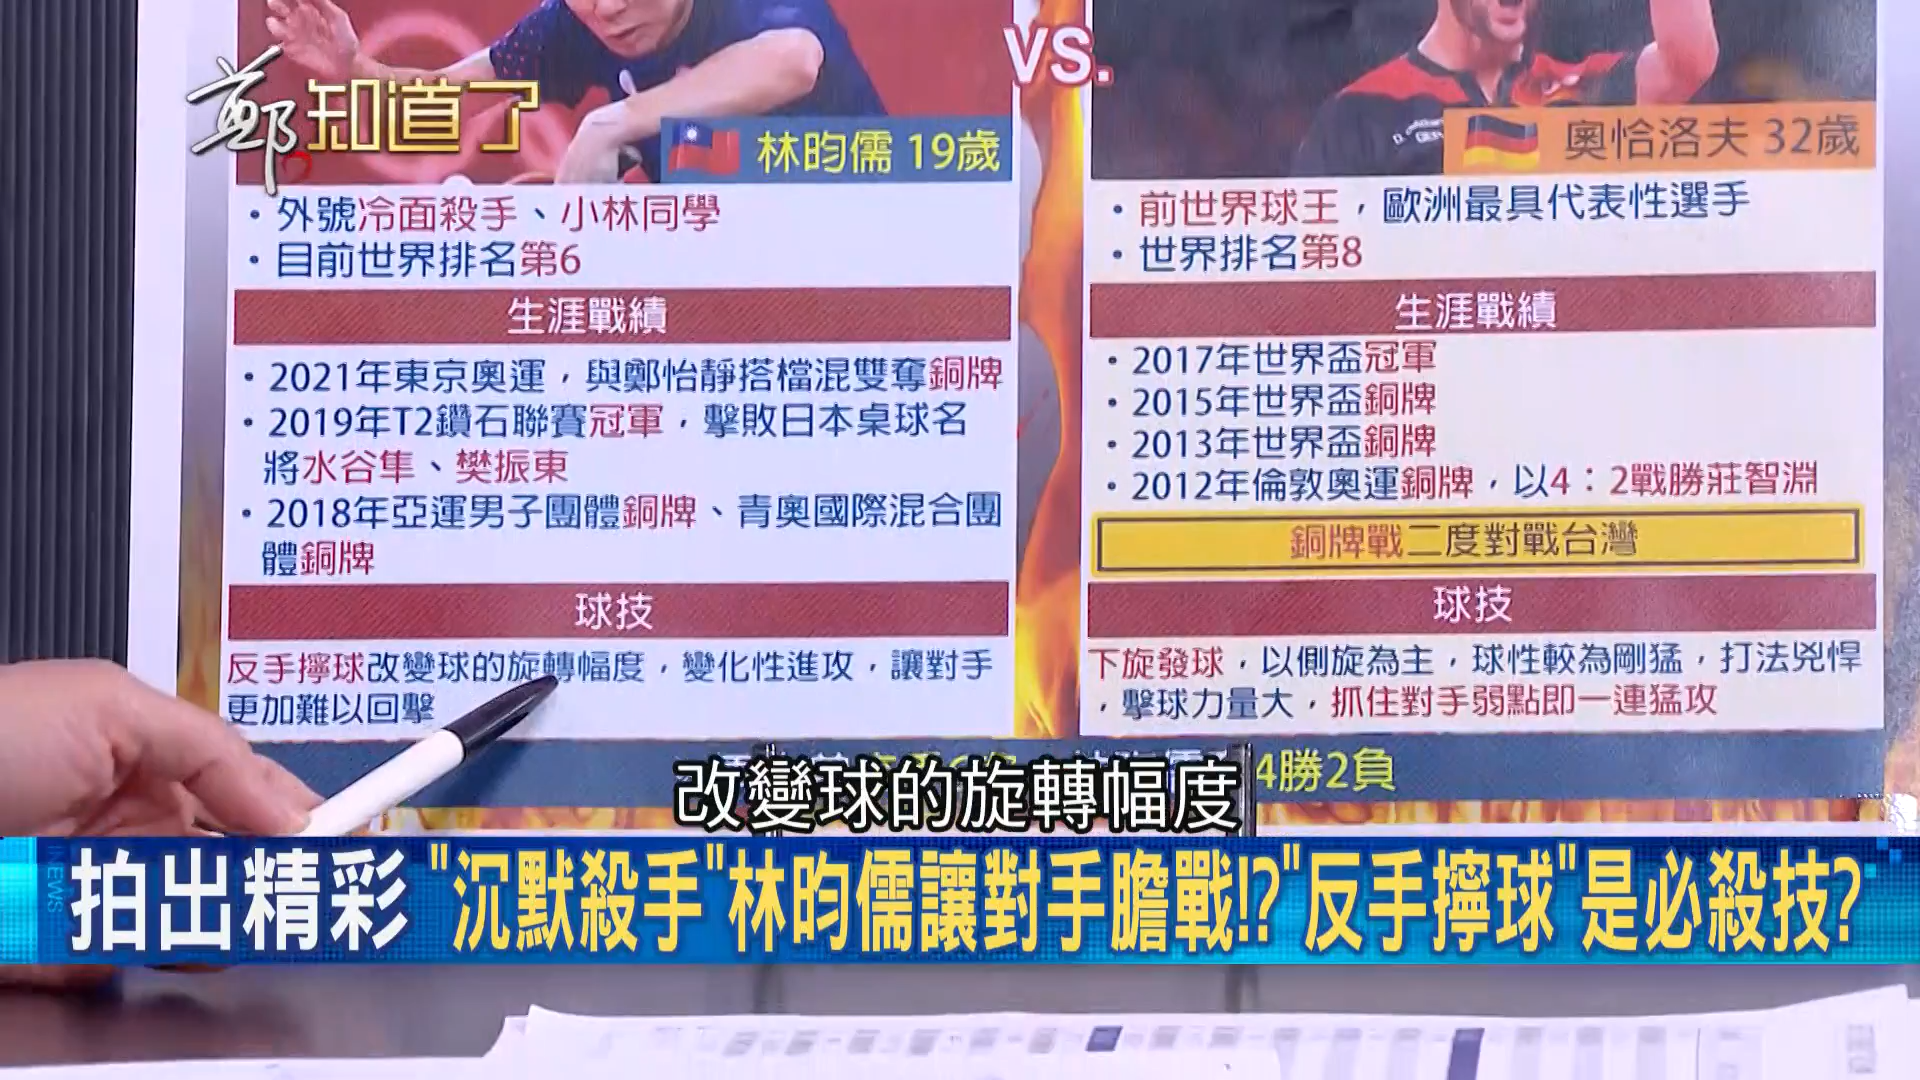 鄭知道了
VS.
林昀儒 19歲
奧恰洛夫 32歲
・外號冷面殺手、小林同學
・目前世界排名第6
生涯戰績
・2021年東京奧運，與鄭怡靜搭檔混雙奪銅牌
・2019年T2鑽石聯賽冠軍，擊敗日本桌球名
將水谷隼、樊振東
・2018年亞運男子團體銅牌、青奧國際混合團
體銅牌
球技
反手擰球改變球的旋轉幅度，變化性進攻，讓對手
更加難以回擊
・前世界球王，歐洲最具代表性選手
・世界排名第8
生涯戰績
・2017年世界盃冠軍
・2015年世界盃銅牌
・2013年世界盃銅牌
・2012年倫敦奧運銅牌，以4：2戰勝莊智淵
銅牌戰二度對戰台灣
球技
下旋發球，以側旋為主，球性較為剛猛，打法兇悍
，擊球力量大，抓住對手弱點即一連猛攻
4勝2負
改變球的旋轉幅度
INEWS
拍出精彩 "沉默殺手"林昀儒讓對手膽戰!?"反手擰球"是必殺技?